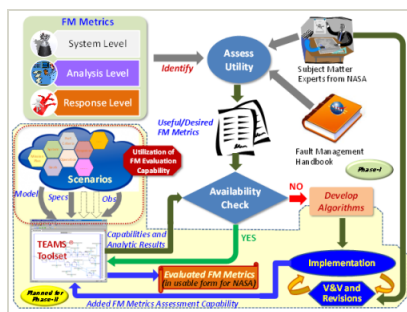 FM Metrics
System Level
Analysis Level
Response Level
Identify
Assess
Utility
Subject Matter
Experts from NASA
Useful/Desired
FM Metrics
Fault Management
Handbook
Phase-I
Utilization of
FM Evaluation
Capability
Scenarios
Model
Specs
Obs
Availability
Check
NO
Develop
Algorithms
YES
Capabilities and
Analytic Results
TEAMS
Toolset
Evaluated FM Metrics
(in usable form for NASA)
Implementation
V&V and
Revisions
Planned for
Phase-II
Added FM Metrics Assessment Capability